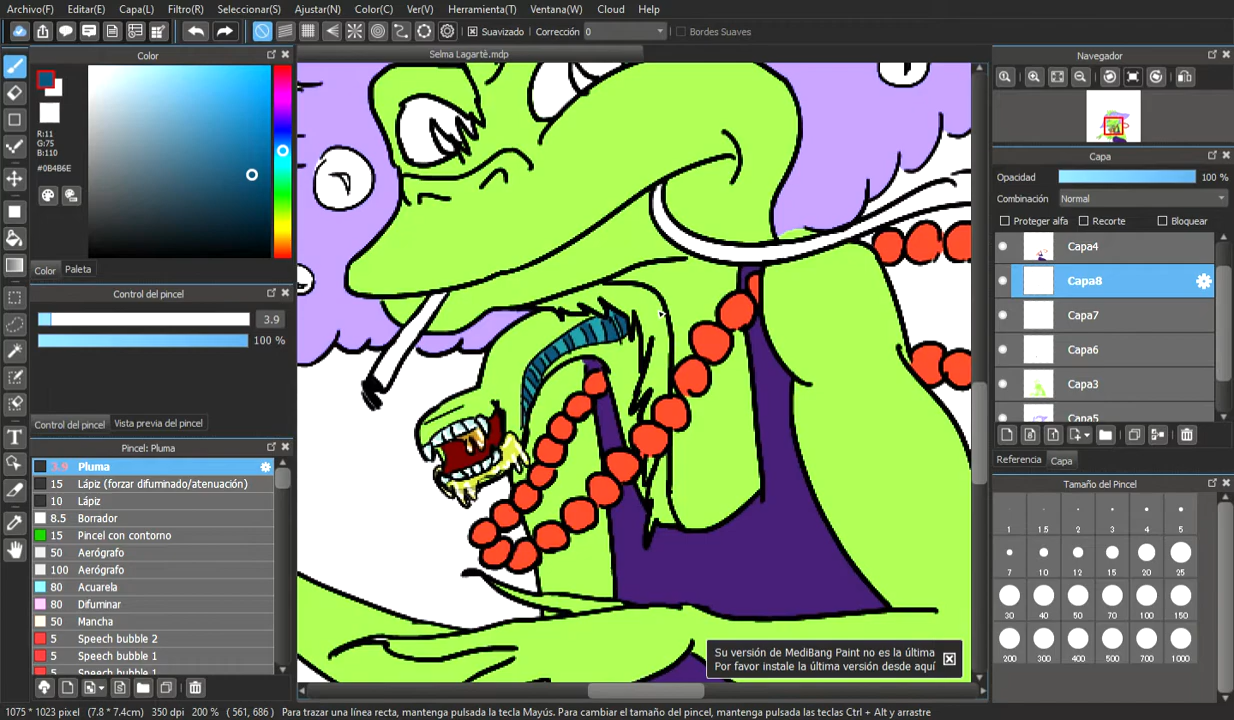 Archivo(F) Editar(E) Capa(L) Filtro(R) Seleccionar(S) Ajustar(N) Color(C) Ver(V) Herramienta(T) Ventana(W) Cloud Help
Suavizado Corrección 0 Bordes Suaves
Color
Selma Lagartè.mdp
Navegador
R:11
G:75
B:110
#0B4B6E
Capa
Opacidad 100 %
Combinación Normal
Proteger alfa Recorte Bloquear
Capa4
Capa8
Capa7
Capa6
Capa3
Capa5
Color Paleta
Control del pincel
3.9
100 %
Control del pincel Vista previa del pincel
Pincel: Pluma
3.9 Pluma
15 Lápiz (forzar difuminado/atenuación)
10 Lápiz
8.5 Borrador
15 Pincel con contorno
50 Aerógrafo
100 Aerógrafo
80 Acuarela
80 Difuminar
50 Mancha
5 Speech bubble 2
5 Speech bubble 1
5 Speech bubble 1
Referencia Capa
Tamaño del Pincel
1 1.5 2 3 4 5
7 10 12 15 20 25
30 40 50 70 100 150
200 300 400 500 700 1000
Su versión de MediBang Paint no es la última
Por favor instale la última versión desde aquí
1075 * 1023 pixel (7.8 * 7.4cm) 350 dpi 200 % ( 561, 686 ) Para trazar una línea recta, mantenga pulsada la tecla Mayús. Para cambiar el tamaño del pincel, mantenga pulsadas las teclas Ctrl + Alt y arrastre